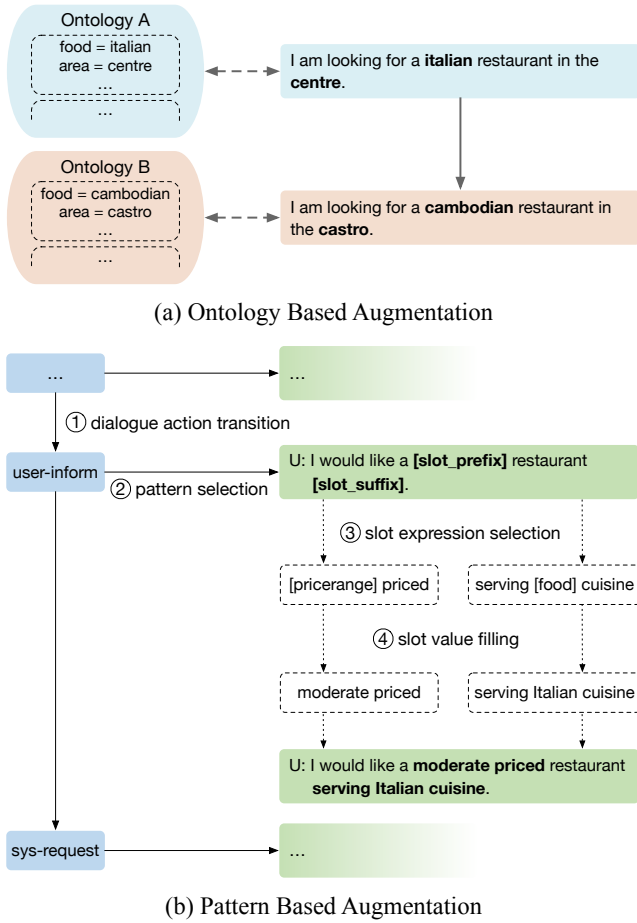 Ontology A
food = italian
area = centre
...
...
I am looking for a italian restaurant in the
centre.
Ontology B
food = cambodian
area = castro
...
...
I am looking for a cambodian restaurant in
the castro.
(a) Ontology Based Augmentation
...
...
1 dialogue action transition
user-inform
2 pattern selection
U: I would like a [slot_prefix] restaurant
[slot_suffix].
3 slot expression selection
[pricerange] priced
serving [food] cuisine
4 slot value filling
moderate priced
serving Italian cuisine
U: I would like a moderate priced restaurant
serving Italian cuisine.
sys-request
...
(b) Pattern Based Augmentation